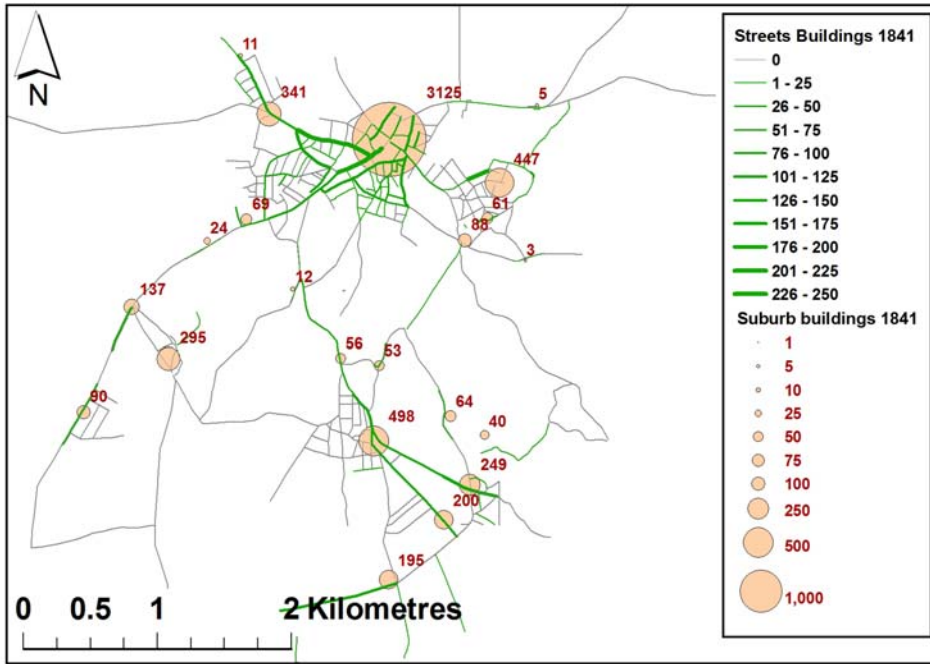 N
11
341
3125
5
447
69
61
24
88
3
12
137
295
56
53
90
64
498
40
249
200
195
0 0.5 1 2 Kilometres
Streets Buildings 1841
0
1 - 25
26 - 50
51 - 75
76 - 100
101 - 125
126 - 150
151 - 175
176 - 200
201 - 225
226 - 250
Suburb buildings 1841
1
5
10
25
50
75
100
250
500
1,000